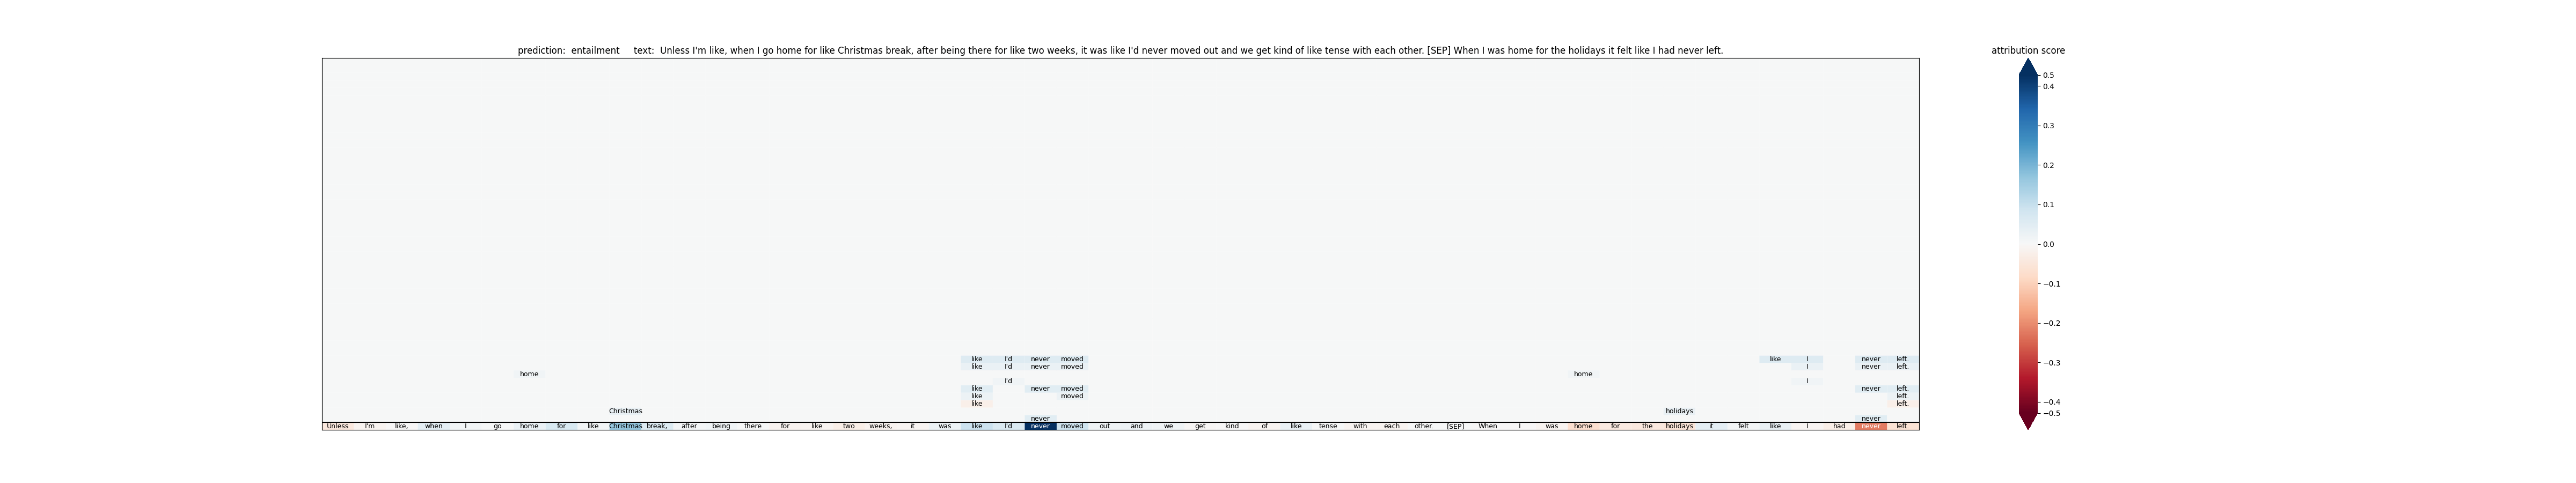 prediction:  entailment     text:  Unless I'm like, when I go home for like Christmas break, after being there for like two weeks, it was like I'd never moved out and we get kind of like tense with each other. [SEP] When I was home for the holidays it felt like I had never left.
attribution score
0.5
0.4
0.3
0.2
0.1
0.0
−0.1
−0.2
−0.3
−0.4
−0.5
like I'd never moved like I never left.
like I'd never moved I never left.
home home
I'd I
like never moved never left.
like moved left.
like left.
Christmas holidays
never never
Unless I'm like, when I go home for like Christmas break, after being there for like two weeks, it was like I'd never moved out and we get kind of like tense with each other. [SEP] When I was home for the holidays it felt like I had never left.